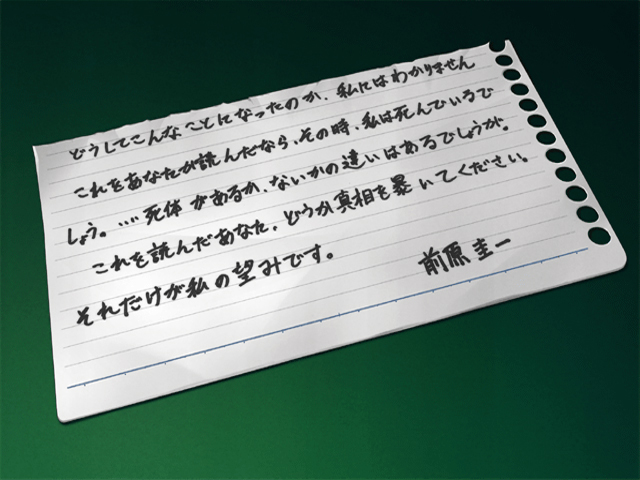 どうしてこんなことになったのか、私にはわかりません
これをあなたが読んだなら、その時、私は死んでいるで
しょう。……死体があるか、ないかの違いはあるでしょうが。
これを読んだあなた。どうか真相を暴いてください。
それだけが私の望みです。
前原圭一